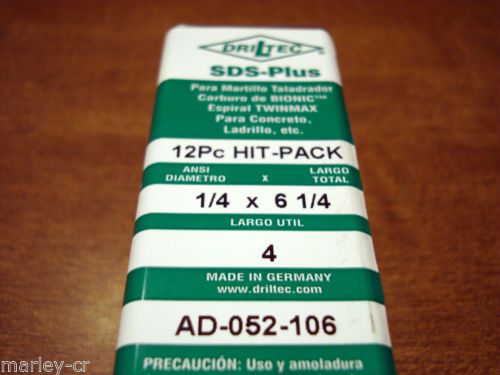 DRILTEC
SDS-Plus
Para Martillo Taladrador
Carburo de BIONIC™
Espiral TWINMAX
Para Concreto,
Ladrillo, etc.
12Pc HIT-PACK
ANSI DIAMETRO x LARGO TOTAL
1/4 x 6 1/4
LARGO UTIL
4
MADE IN GERMANY
www.driltec.com
AD-052-106
PRECAUCIÓN: Uso y amoladura
marley-cr